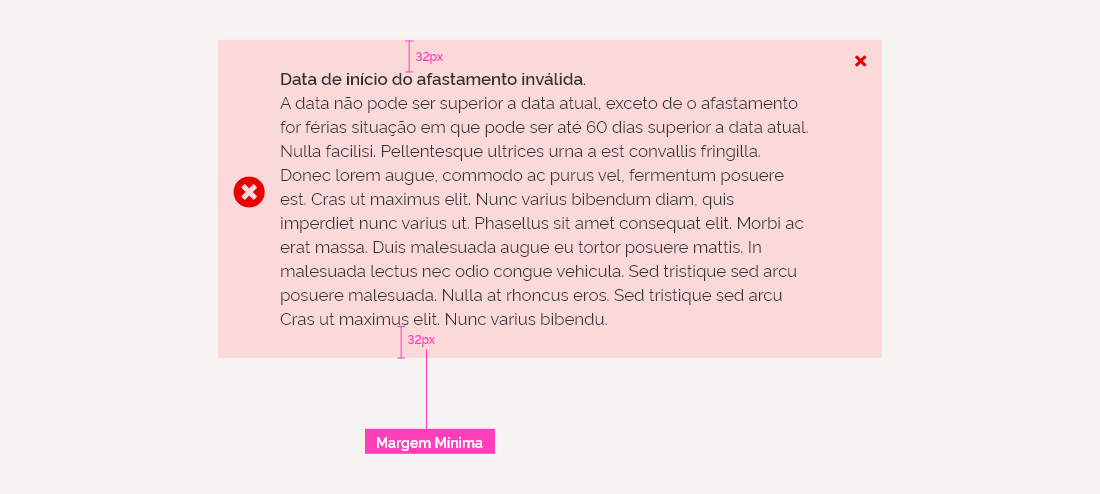 32px
Data de início do afastamento inválida.
A data não pode ser superior a data atual, exceto de o afastamento
for férias situação em que pode ser até 60 dias superior a data atual.
Nulla facilisi. Pellentesque ultrices urna a est convallis fringilla.
Donec lorem augue, commodo ac purus vel, fermentum posuere
est. Cras ut maximus elit. Nunc varius bibendum diam, quis
imperdiet nunc varius ut. Phasellus sit amet consequat elit. Morbi ac
erat massa. Duis malesuada augue eu tortor posuere mattis. In
malesuada lectus nec odio congue vehicula. Sed tristique sed arcu
posuere malesuada. Nulla at rhoncus eros. Sed tristique sed arcu
Cras ut maximus elit. Nunc varius bibendu.
32px
Margem Mínima